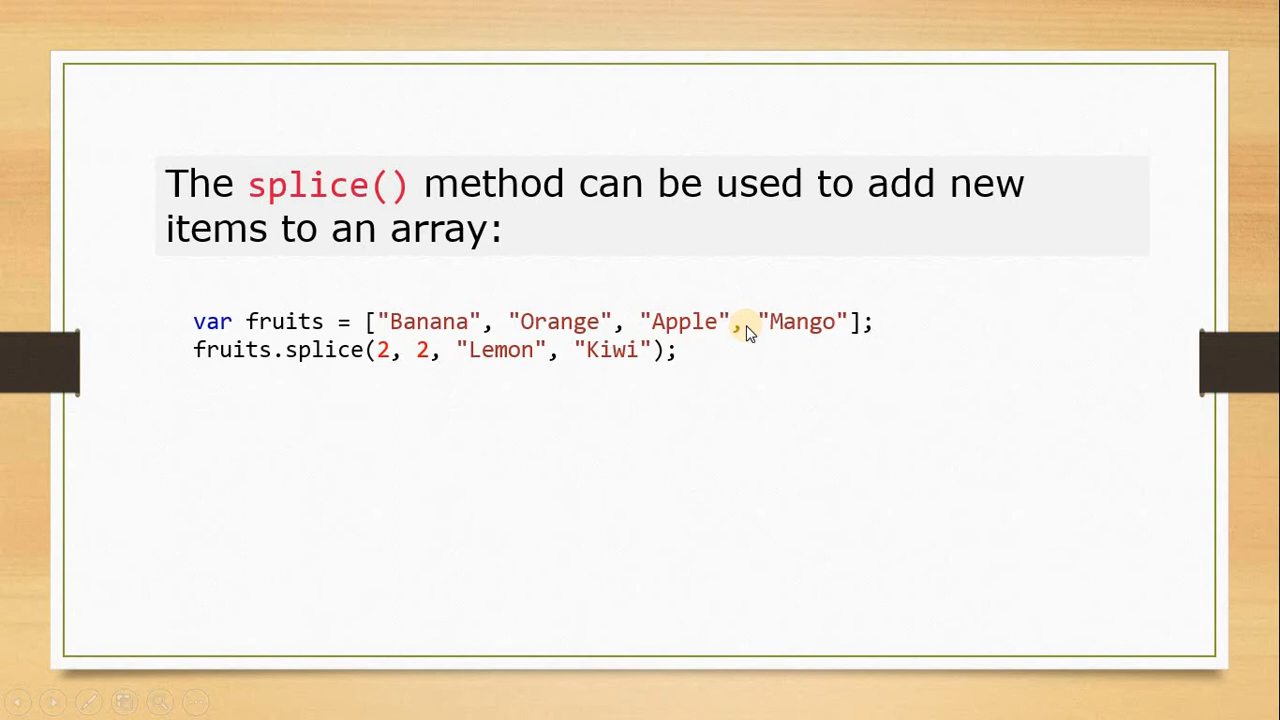 The splice() method can be used to add new
items to an array:
var fruits = ["Banana", "Orange", "Apple", "Mango"];
fruits.splice(2, 2, "Lemon", "Kiwi");